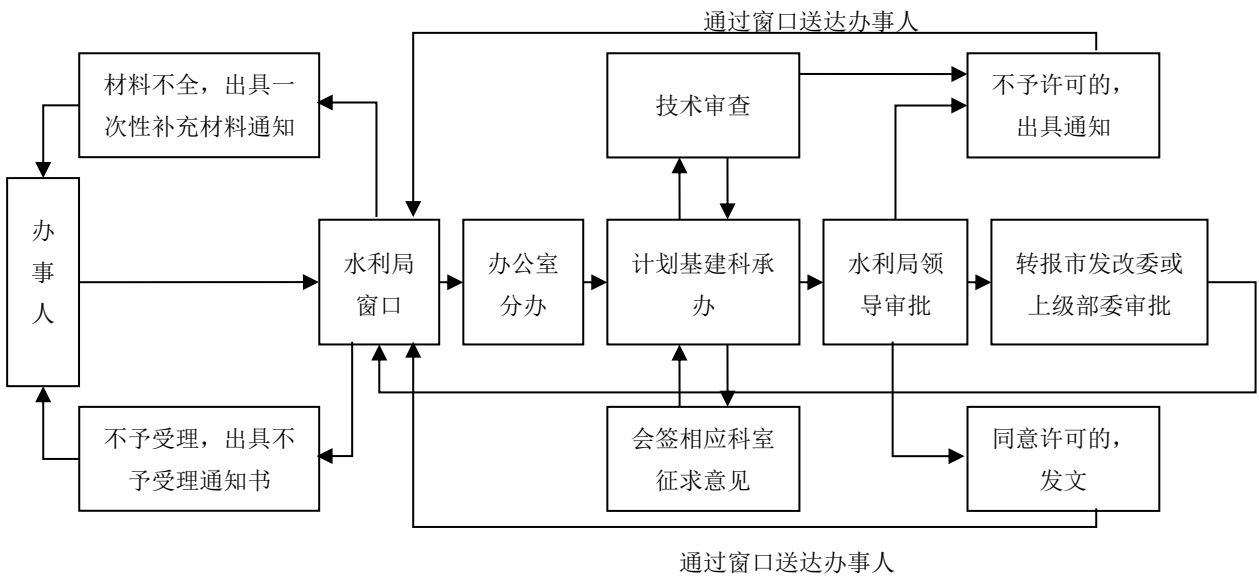 通过窗口送达办事人
材料不全，出具一
次性补充材料通知
技术审查
不予许可的，
出具通知
办
事
人
水利局
窗口
办公室
分办
计划基建科承
办
水利局领
导审批
转报市发改委或
上级部委审批
不予受理，出具不
予受理通知书
会签相应科室
征求意见
同意许可的，
发文
通过窗口送达办事人